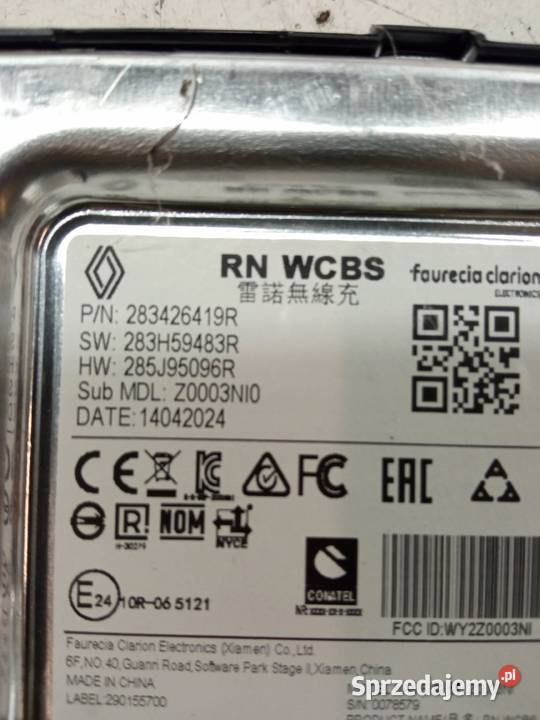 RN WCBS
雷諾無線充
faurecia clarion
ELECTRONICS
P/N: 283426419R
SW: 283H59483R
HW: 285J95096R
Sub MDL: Z0003NI0
DATE: 14042024
CE
FC
EAC
R!
NOM
NYCE
CONATEL
E24 10R-06 5121
FCC ID:WY2Z0003NI
Faurecia Clarion Electronics (Xiamen) Co.,Ltd
6F,NO.40,Guanri Road,Software Park Stage II,Xiamen,China
MADE IN CHINA
LABEL:290155700
S/N:0078579
Sprzedajemy.pl